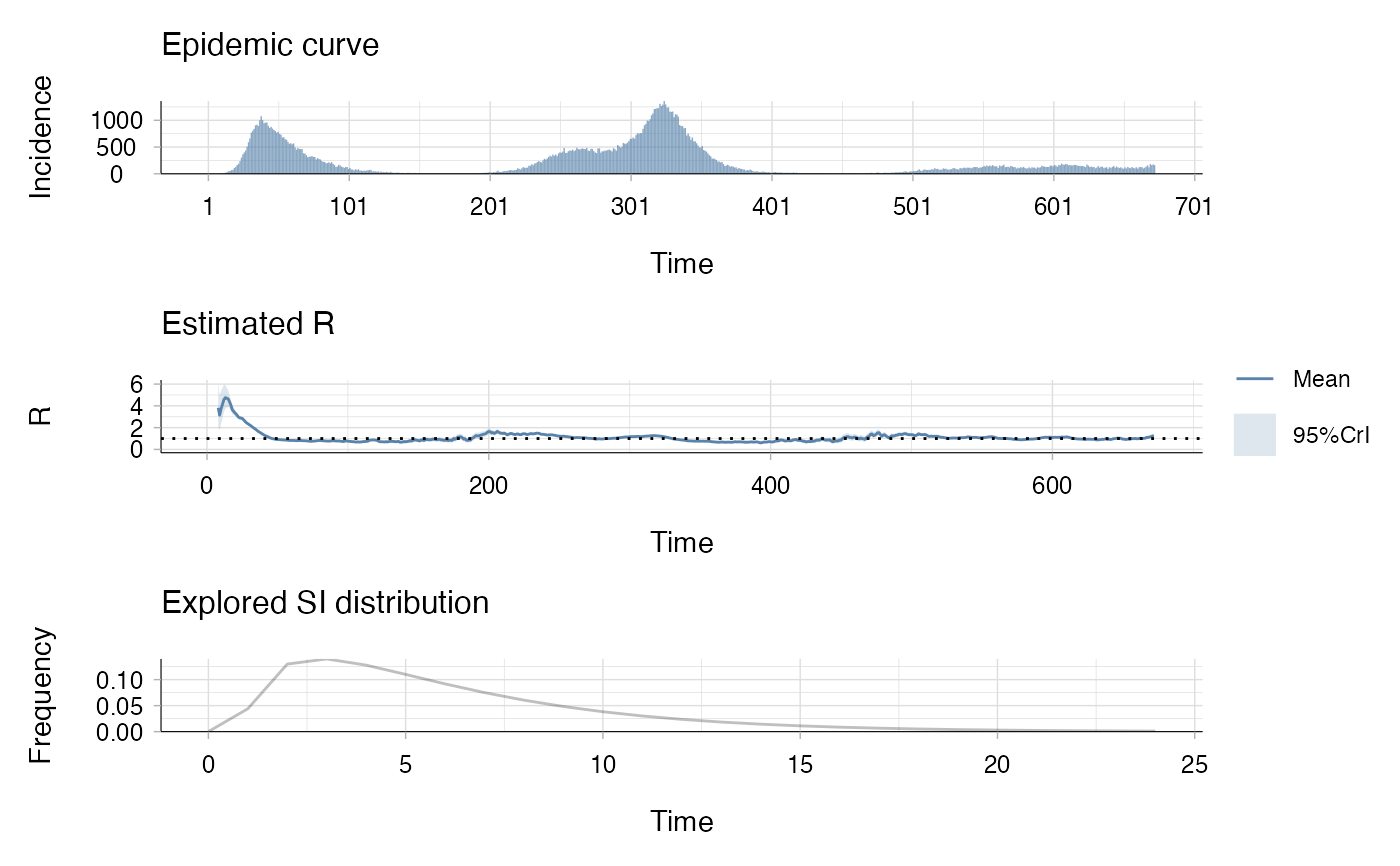 Epidemic curve
Incidence
1000
500
0
1 101 201 301 401 501 601 701
Time
Estimated R
R
6
4
2
0
0 200 400 600
Time
Mean
95%CrI
Explored SI distribution
Frequency
0.10
0.05
0.00
0 5 10 15 20 25
Time